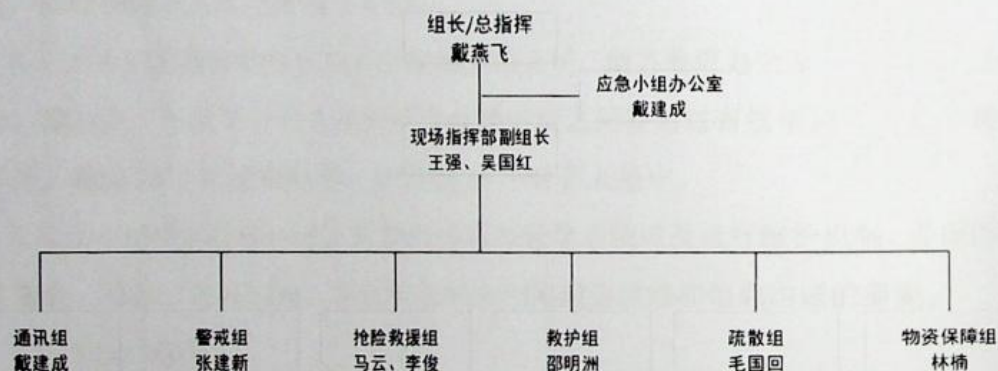 组长/总指挥
戴燕飞
应急小组办公室
戴建成
现场指挥部副组长
王强、吴国红
通讯组
戴建成
警戒组
张建新
抢险救援组
马云、李俊
救护组
邵明洲
疏散组
毛国回
物资保障组
林楠